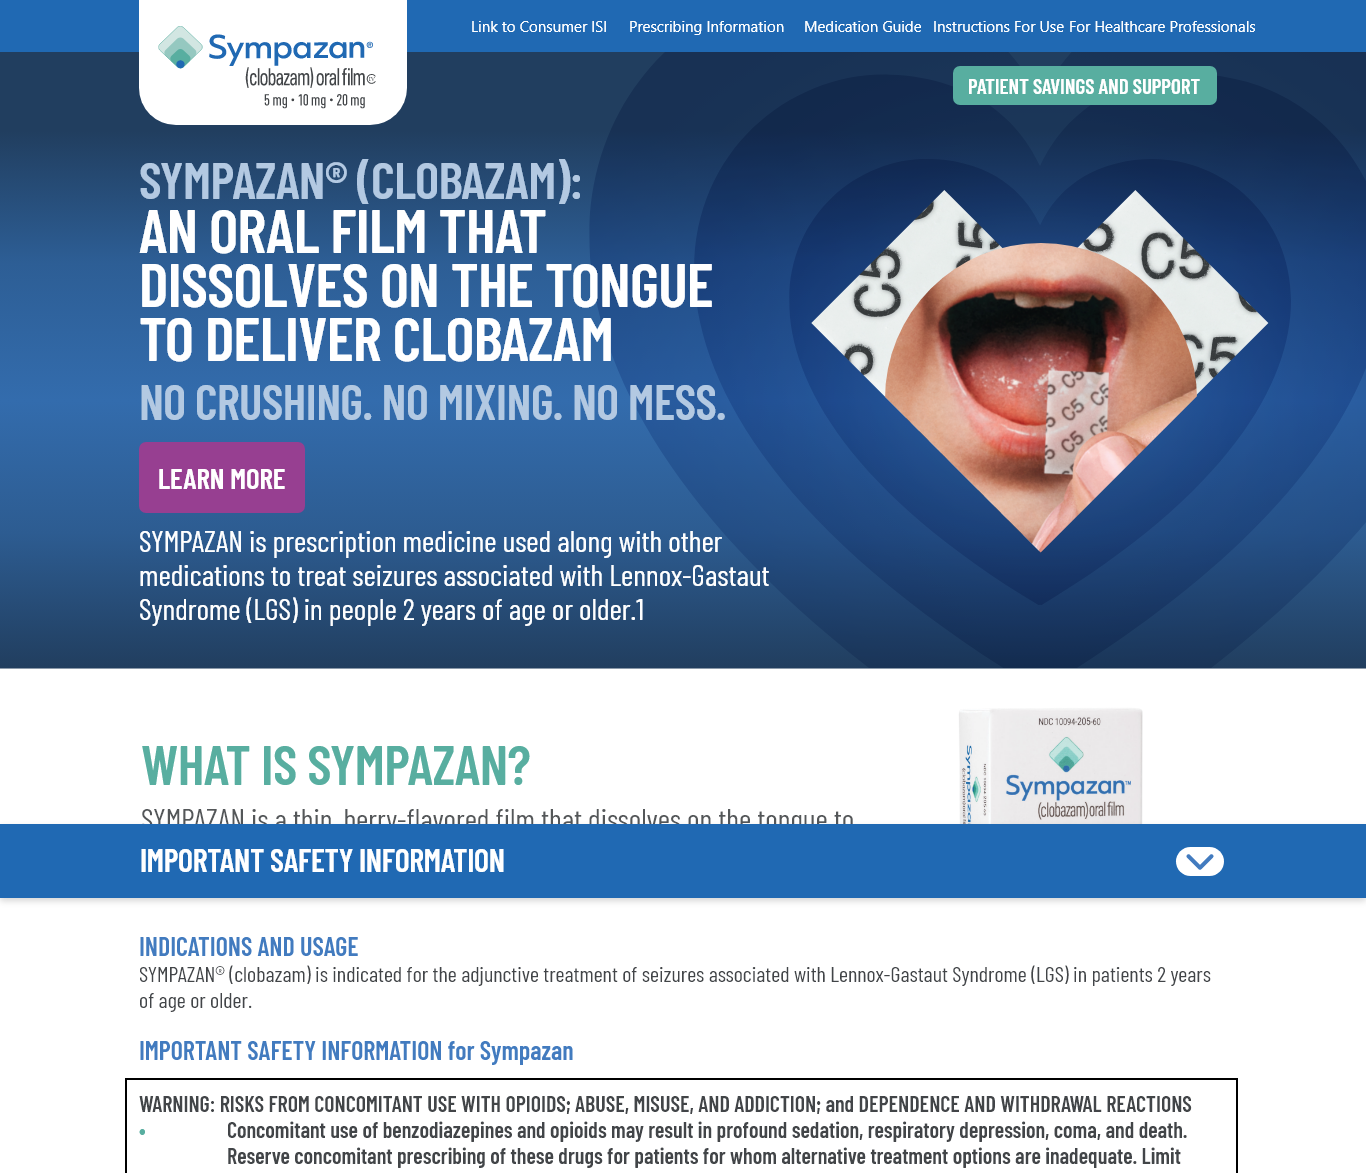 Link to Consumer ISI Prescribing Information Medication Guide Instructions For Use For Healthcare Professionals
Sympazan®
(clobazam) oral film CIV
5 mg • 10 mg • 20 mg
PATIENT SAVINGS AND SUPPORT
SYMPAZAN® (CLOBAZAM):
AN ORAL FILM THAT
DISSOLVES ON THE TONGUE
TO DELIVER CLOBAZAM
NO CRUSHING. NO MIXING. NO MESS.
LEARN MORE
SYMPAZAN is prescription medicine used along with other
medications to treat seizures associated with Lennox-Gastaut
Syndrome (LGS) in people 2 years of age or older.1
C5 C5 C5 C5
C5 C5 C5 C5
WHAT IS SYMPAZAN?
SYMPAZAN is a thin, berry-flavored film that dissolves on the tongue to
NDC 10094-205-60
Sympazan™
(clobazam) oral film
Sympaza
IMPORTANT SAFETY INFORMATION
INDICATIONS AND USAGE
SYMPAZAN® (clobazam) is indicated for the adjunctive treatment of seizures associated with Lennox-Gastaut Syndrome (LGS) in patients 2 years
of age or older.
IMPORTANT SAFETY INFORMATION for Sympazan
WARNING: RISKS FROM CONCOMITANT USE WITH OPIOIDS; ABUSE, MISUSE, AND ADDICTION; and DEPENDENCE AND WITHDRAWAL REACTIONS
• Concomitant use of benzodiazepines and opioids may result in profound sedation, respiratory depression, coma, and death.
Reserve concomitant prescribing of these drugs for patients for whom alternative treatment options are inadequate. Limit